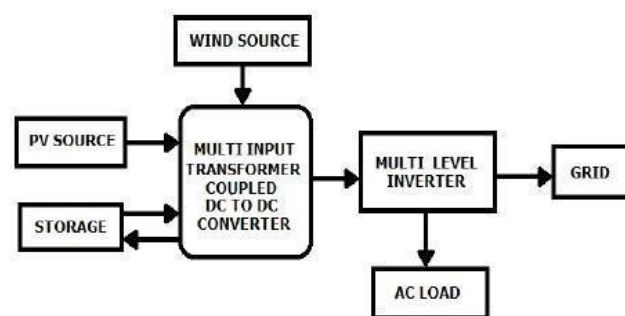 WIND SOURCE
PV SOURCE
STORAGE
MULTI INPUT
TRANSFORMER
COUPLED
DC TO DC
CONVERTER
MULTI LEVEL
INVERTER
GRID
AC LOAD